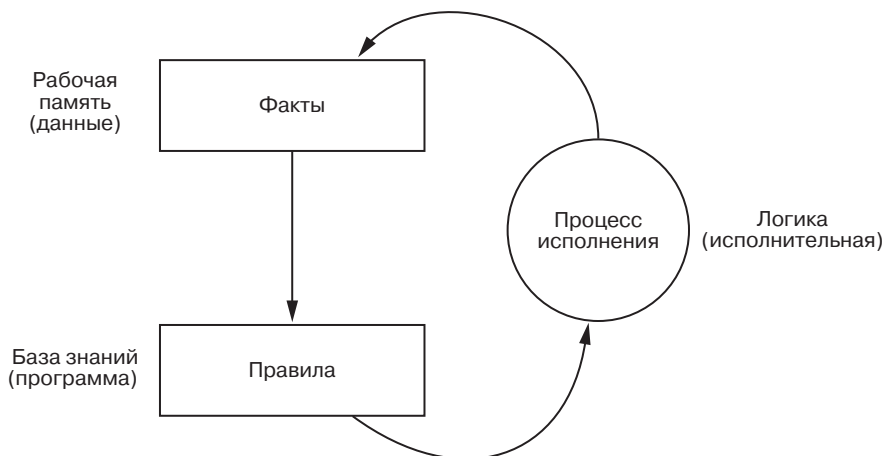 Рабочая
память
(данные)
Факты
Процесс
исполнения
Логика
(исполнительная)
База знаний
(программа)
Правила